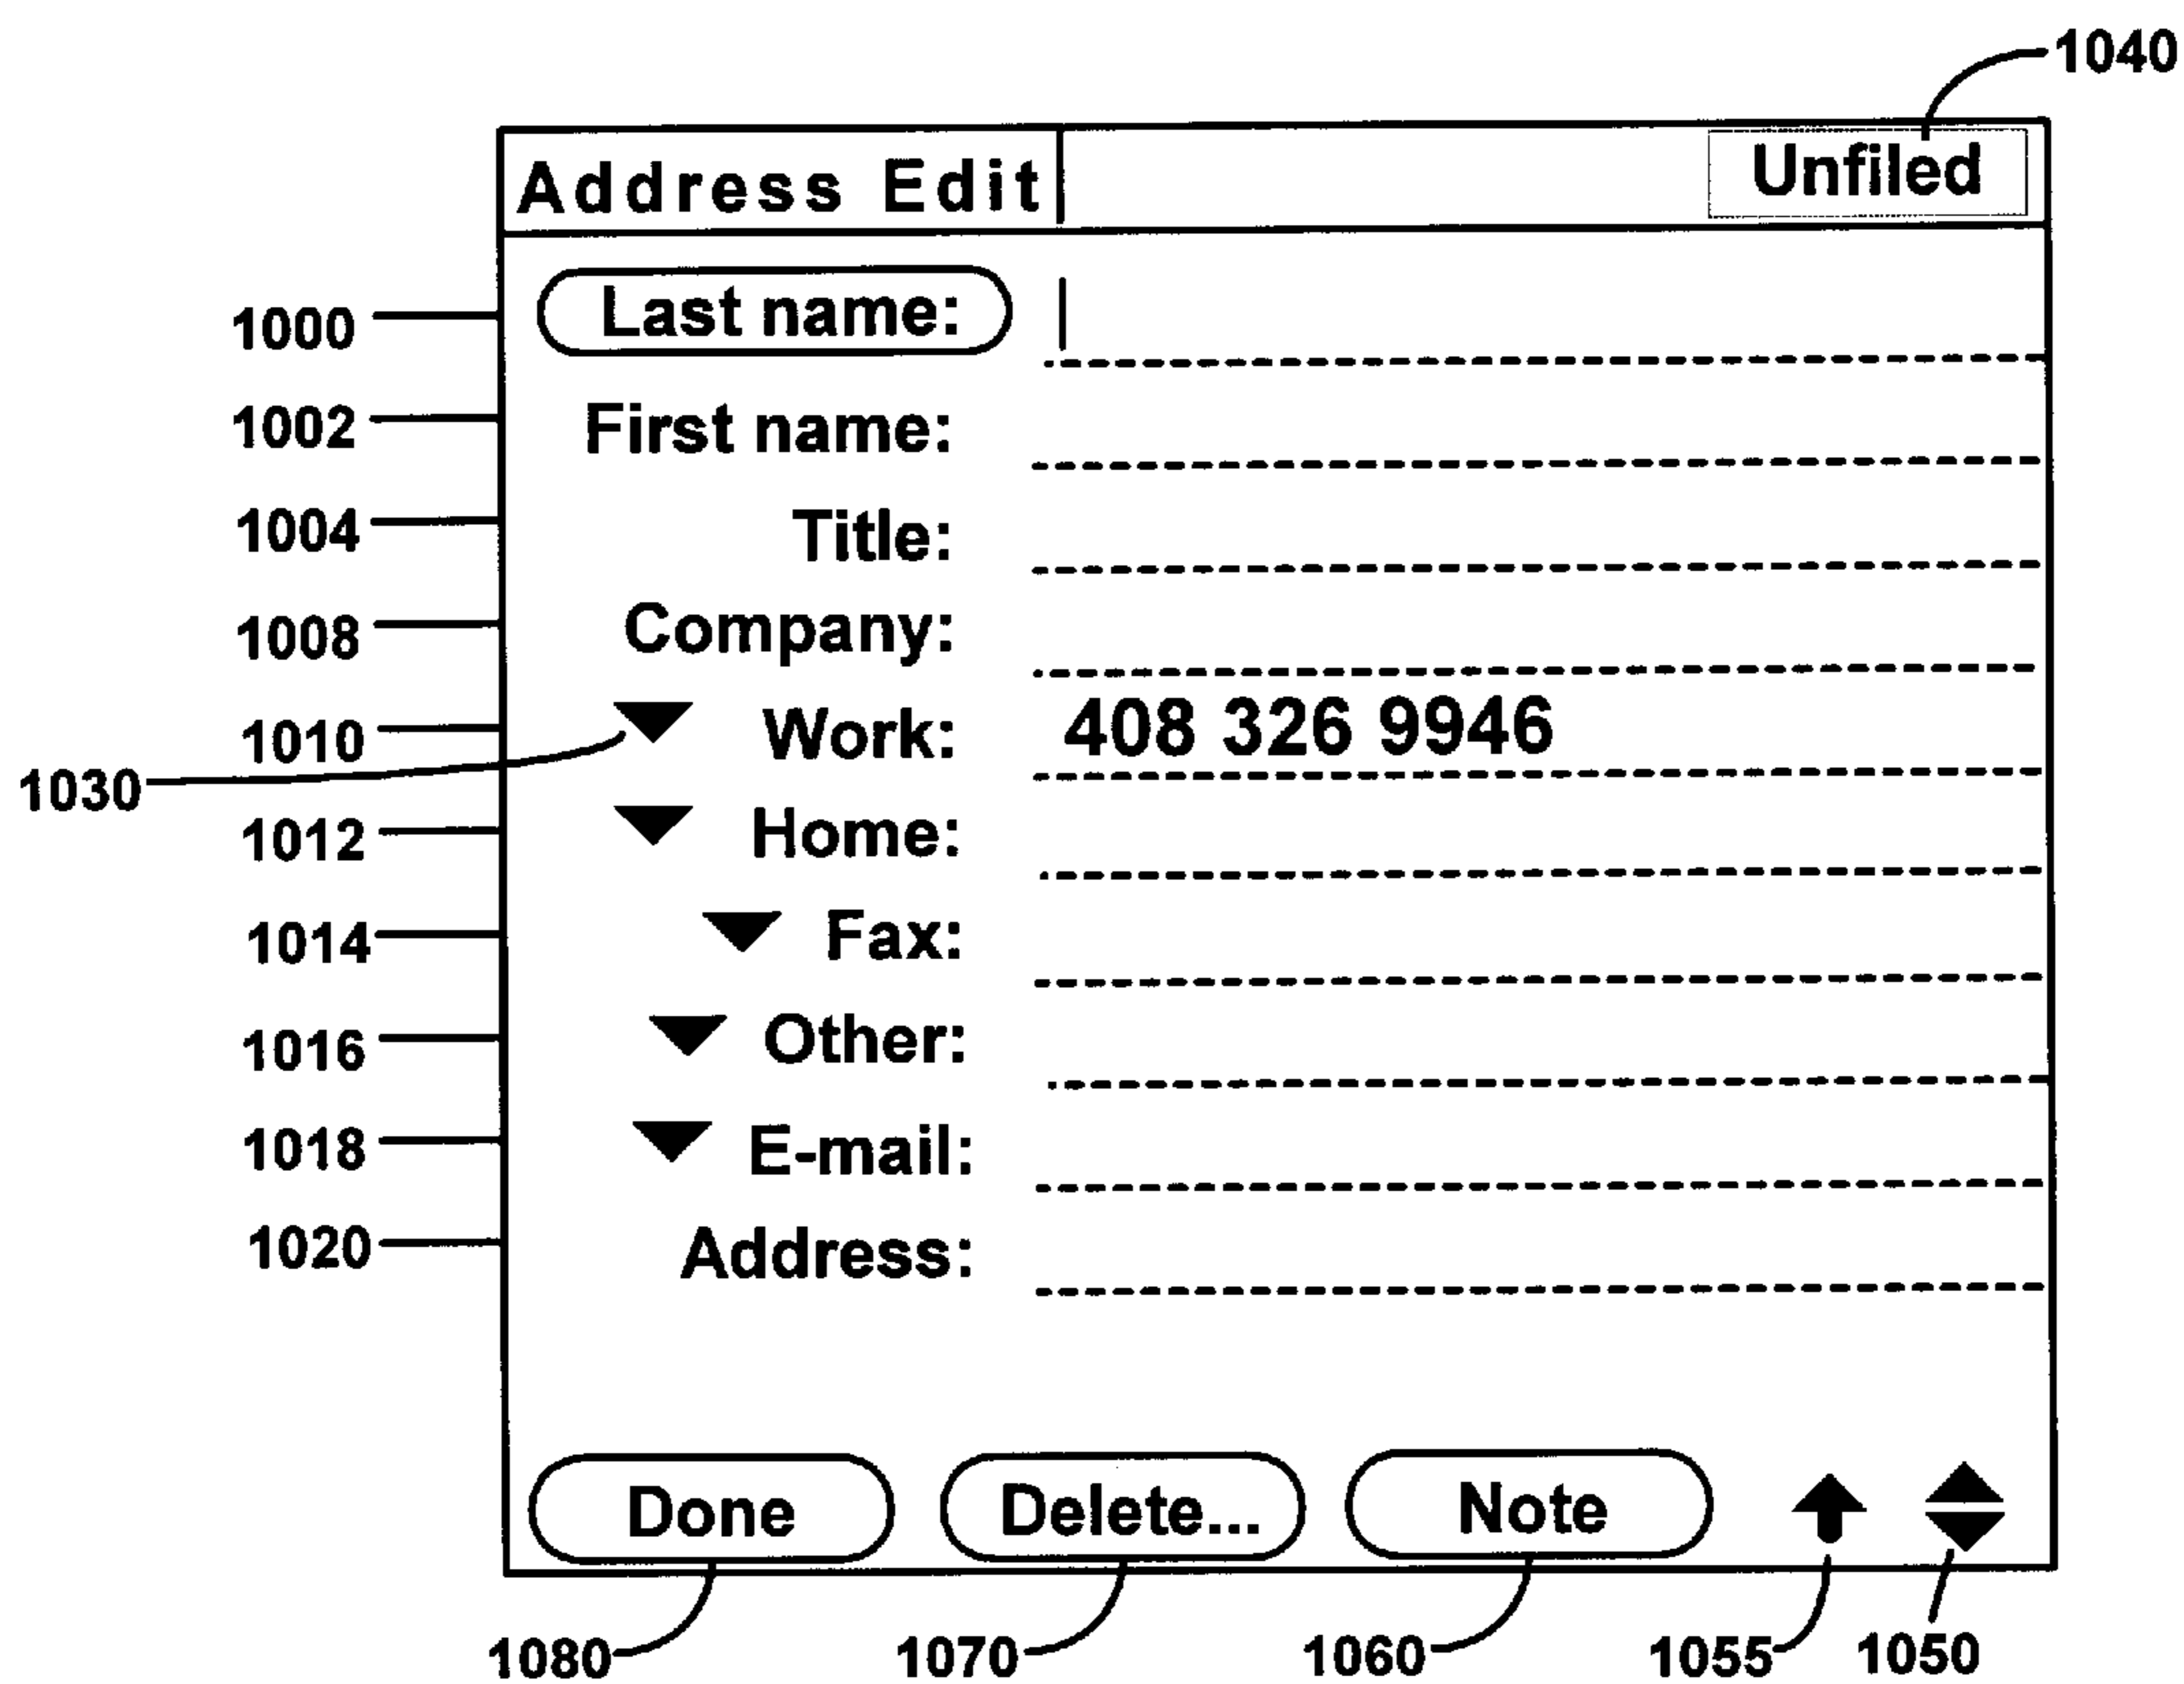 1040
Address Edit Unfiled
1000 Last name:
1002 First name:
1004 Title:
1008 Company:
1010 Work: 408 326 9946
1030
1012 Home:
1014 Fax:
1016 Other:
1018 E-mail:
1020 Address:
Done Delete... Note
1080 1070 1060 1055 1050